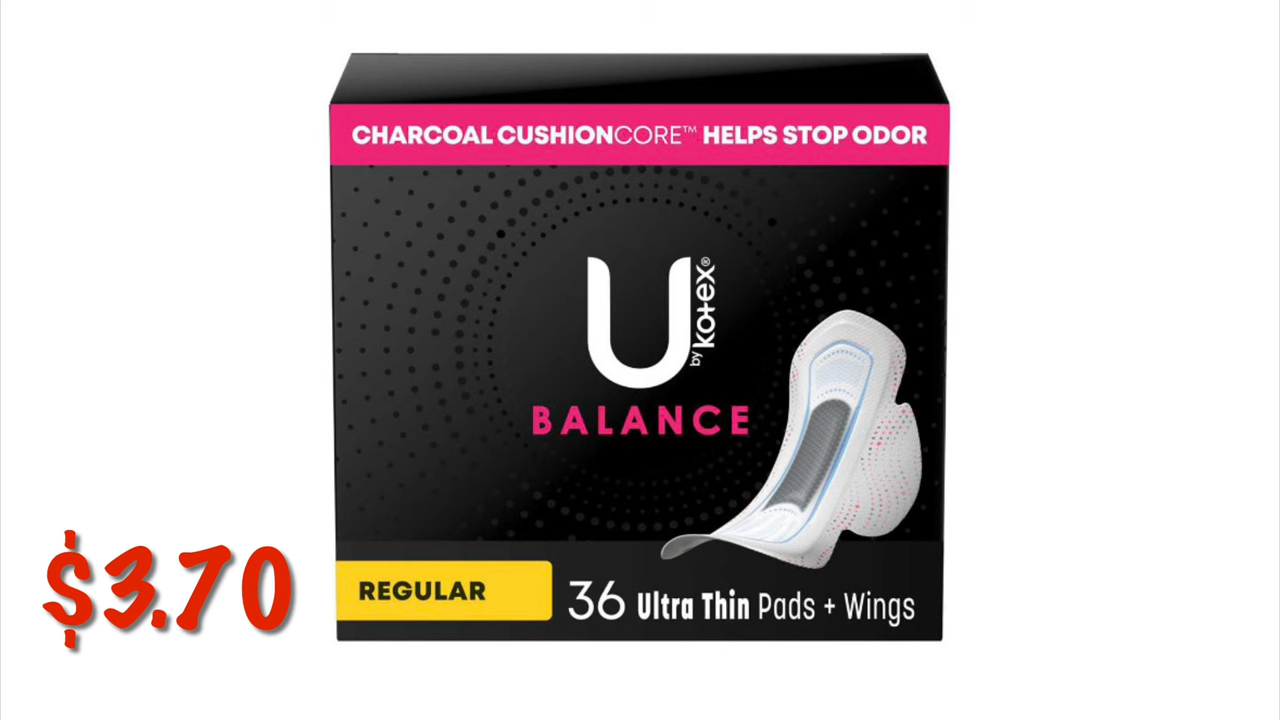 CHARCOAL CUSHIONCORE™ HELPS STOP ODOR
U
by kotex®
BALANCE
$3.70
REGULAR
36 Ultra Thin Pads + Wings